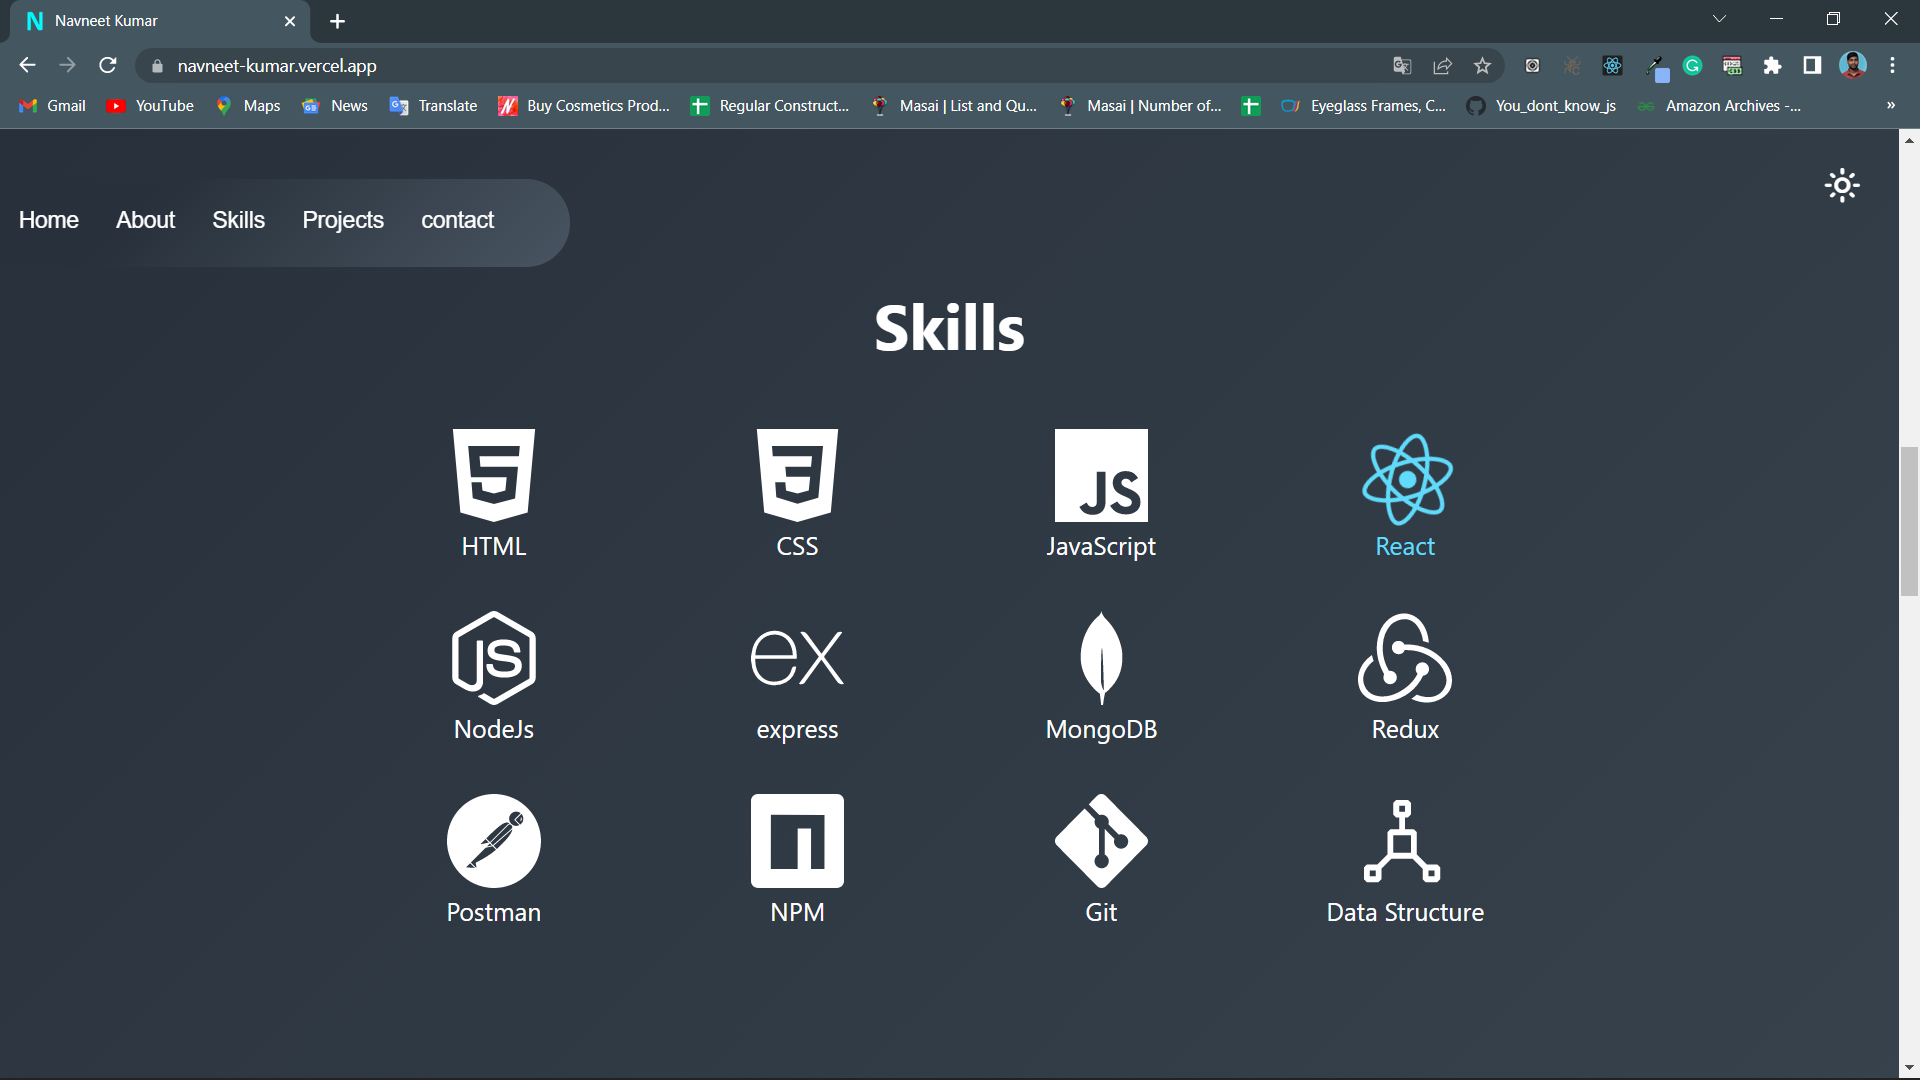 Navneet Kumar
navneet-kumar.vercel.app
Gmail YouTube Maps News Translate Buy Cosmetics Prod... Regular Construct... Masai | List and Qu... Masai | Number of... Eyeglass Frames, C... You_dont_know_js Amazon Archives -... »
Home About Skills Projects contact
Skills
HTML CSS JavaScript React
NodeJs express MongoDB Redux
Postman NPM Git Data Structure